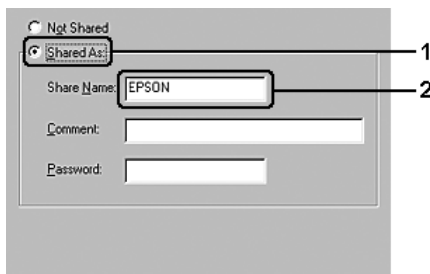 Not Shared
Shared As: 1
Share Name: EPSON 2
Comment:
Password: